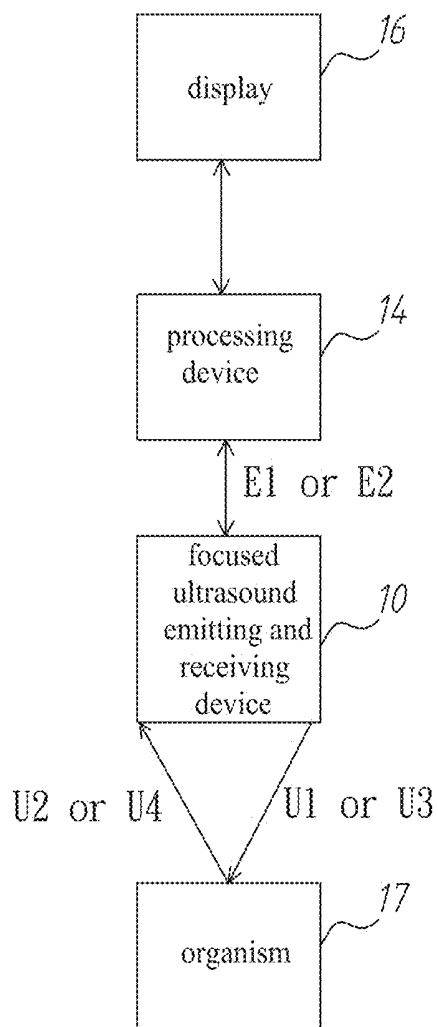 16
display
14
processing
device
E1 or E2
focused
ultrasound
emitting and
receiving
device
10
U2 or U4
U1 or U3
17
organism